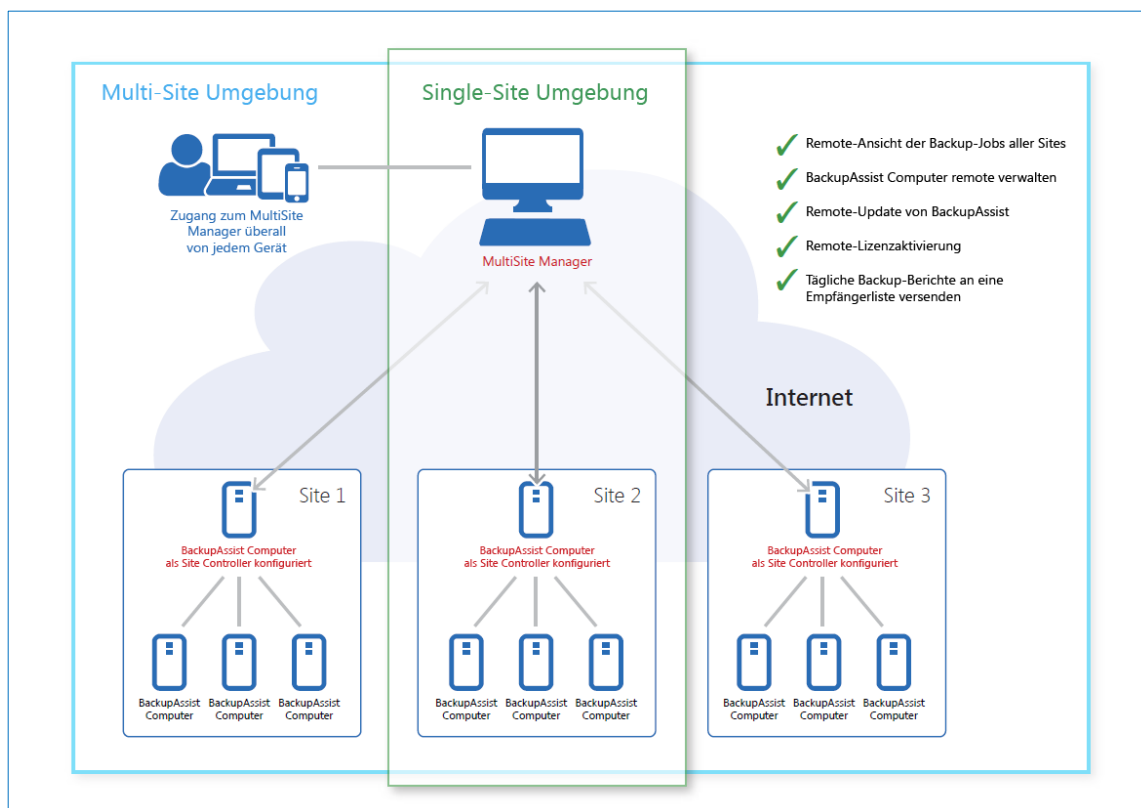 Multi-Site Umgebung
Single-Site Umgebung
Zugang zum MultiSite
Manager überall
von jedem Gerät
MultiSite Manager
Remote-Ansicht der Backup-Jobs aller Sites
BackupAssist Computer remote verwalten
Remote-Update von BackupAssist
Remote-Lizenzaktivierung
Tägliche Backup-Berichte an eine
Empfängerliste versenden
Internet
Site 1
BackupAssist Computer
als Site Controller konfiguriert
BackupAssist
Computer
BackupAssist
Computer
BackupAssist
Computer
Site 2
BackupAssist Computer
als Site Controller konfiguriert
BackupAssist
Computer
BackupAssist
Computer
BackupAssist
Computer
Site 3
BackupAssist Computer
als Site Controller konfiguriert
BackupAssist
Computer
BackupAssist
Computer
BackupAssist
Computer